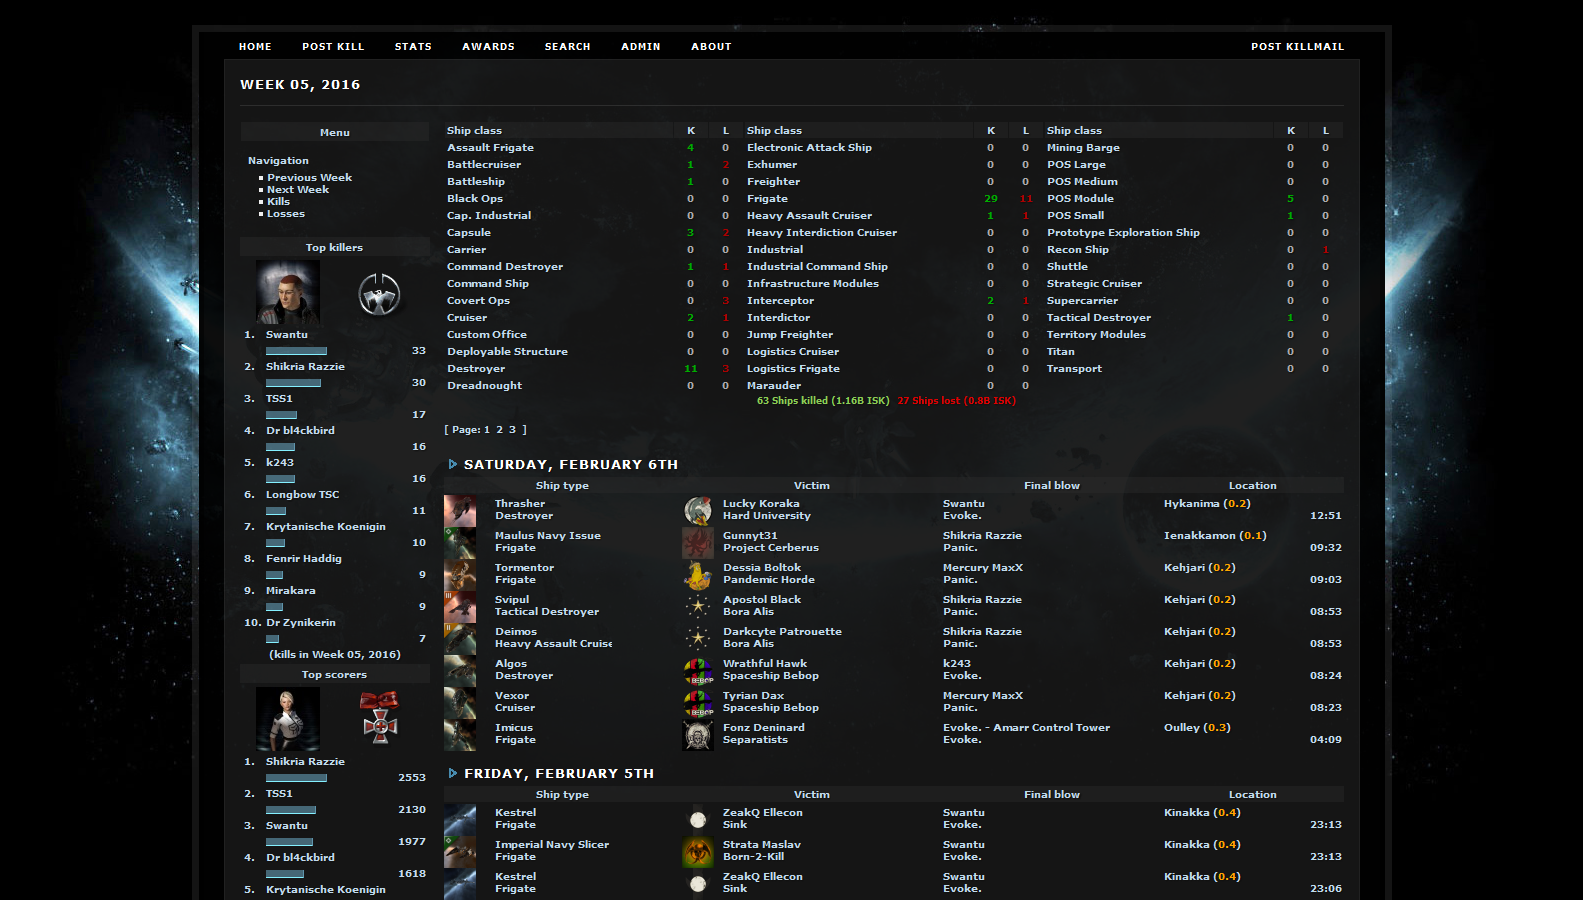 HOME POST KILL STATS AWARDS SEARCH ADMIN ABOUT POST KILLMAIL
WEEK 05, 2016
Menu
Navigation
Previous Week
Next Week
Kills
Losses
Top killers
1. Swantu
33
2. Shikria Razzie
30
3. TSS1
17
4. Dr bl4ckbird
16
5. k243
16
6. Longbow TSC
11
7. Krytanische Koenigin
10
8. Fenrir Haddig
9
9. Mirakara
9
10. Dr Zynikerin
7
(kills in Week 05, 2016)
Top scorers
1. Shikria Razzie
2553
2. TSS1
2130
3. Swantu
1977
4. Dr bl4ckbird
1618
5. Krytanische Koenigin
Ship class K L Ship class K L Ship class K L
Assault Frigate 4 0 Electronic Attack Ship 0 0 Mining Barge 0 0
Battlecruiser 1 2 Exhumer 0 0 POS Large 0 0
Battleship 1 0 Freighter 0 0 POS Medium 0 0
Black Ops 0 0 Frigate 29 11 POS Module 5 0
Cap. Industrial 0 0 Heavy Assault Cruiser 1 1 POS Small 1 0
Capsule 3 2 Heavy Interdiction Cruiser 0 0 Prototype Exploration Ship 0 0
Carrier 0 0 Industrial 0 0 Recon Ship 0 1
Command Destroyer 1 1 Industrial Command Ship 0 0 Shuttle 0 0
Command Ship 0 0 Infrastructure Modules 0 0 Strategic Cruiser 0 0
Covert Ops 0 3 Interceptor 2 1 Supercarrier 0 0
Cruiser 2 1 Interdictor 0 0 Tactical Destroyer 1 0
Custom Office 0 0 Jump Freighter 0 0 Territory Modules 0 0
Deployable Structure 0 0 Logistics Cruiser 0 0 Titan 0 0
Destroyer 11 3 Logistics Frigate 0 0 Transport 0 0
Dreadnought 0 0 Marauder 0 0
63 Ships killed (1.16B ISK) 27 Ships lost (0.8B ISK)
[ Page: 1 2 3 ]
SATURDAY, FEBRUARY 6TH
Ship type Victim Final blow Location
Thrasher Lucky Koraka Swantu Hykanima (0.2)
Destroyer Hard University Evoke. 12:51
Maulus Navy Issue Gunnyt31 Shikria Razzie Ienakkamon (0.1)
Frigate Project Cerberus Panic. 09:32
Tormentor Dessia Boltok Mercury MaxX Kehjari (0.2)
Frigate Pandemic Horde Panic. 09:03
Svipul Apostol Black Shikria Razzie Kehjari (0.2)
Tactical Destroyer Bora Alis Panic. 08:53
Deimos Darkcyte Patrouette Shikria Razzie Kehjari (0.2)
Heavy Assault Cruise Bora Alis Panic. 08:53
Algos Wrathful Hawk k243 Kehjari (0.2)
Destroyer BEBOP Spaceship Bebop Evoke. 08:24
Vexor Tyrian Dax Mercury MaxX Kehjari (0.2)
Cruiser BEBOP Spaceship Bebop Panic. 08:23
Imicus Fonz Deninard Evoke. - Amarr Control Tower Oulley (0.3)
Frigate Separatists Evoke. 04:09
FRIDAY, FEBRUARY 5TH
Ship type Victim Final blow Location
Kestrel ZeakQ Ellecon Swantu Kinakka (0.4)
Frigate Sink Evoke. 23:13
Imperial Navy Slicer Strata Maslav Swantu Kinakka (0.4)
Frigate Born-2-Kill Evoke. 23:13
Kestrel ZeakQ Ellecon Swantu Kinakka (0.4)
Frigate Sink Evoke. 23:06